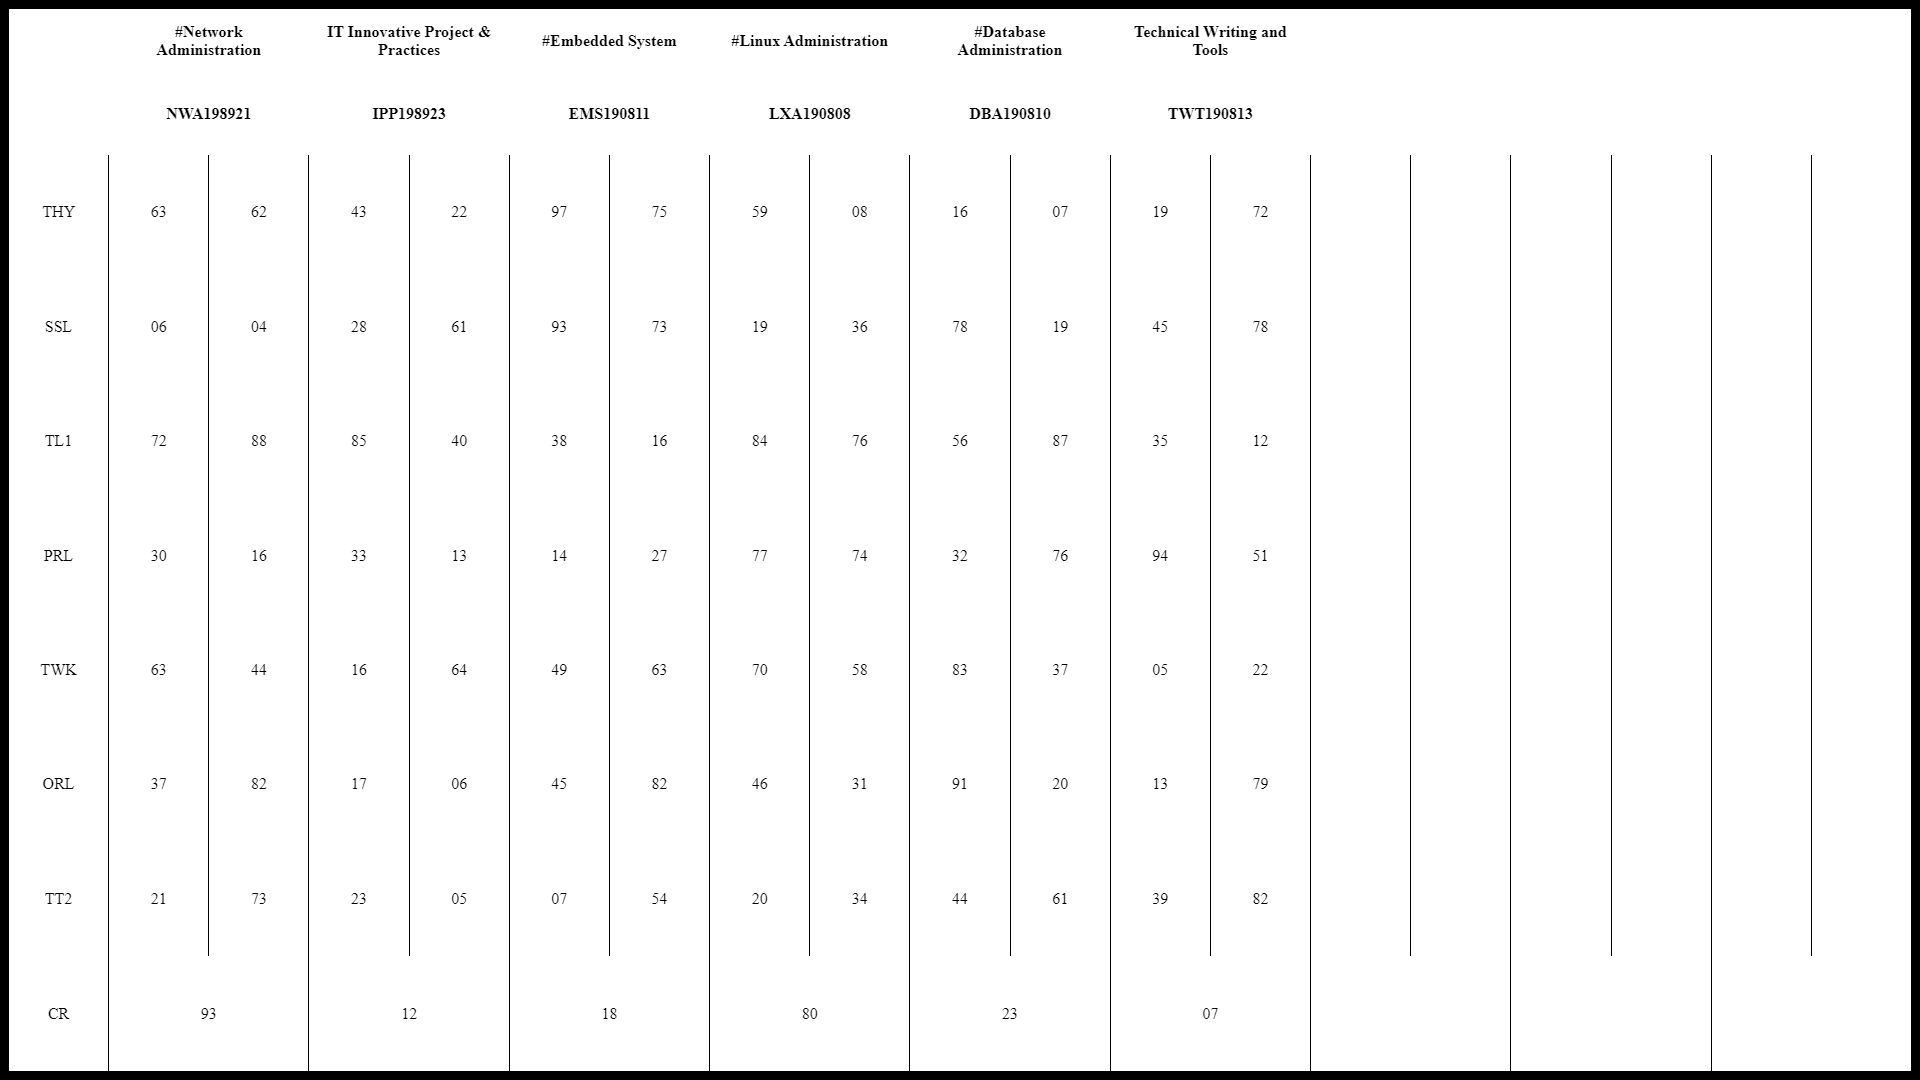 #Network Administration IT Innovative Project & Practices #Embedded System #Linux Administration #Database Administration Technical Writing and Tools
NWA198921 IPP198923 EMS190811 LXA190808 DBA190810 TWT190813
THY 63 62 43 22 97 75 59 08 16 07 19 72
SSL 06 04 28 61 93 73 19 36 78 19 45 78
TL1 72 88 85 40 38 16 84 76 56 87 35 12
PRL 30 16 33 13 14 27 77 74 32 76 94 51
TWK 63 44 16 64 49 63 70 58 83 37 05 22
ORL 37 82 17 06 45 82 46 31 91 20 13 79
TT2 21 73 23 05 07 54 20 34 44 61 39 82
CR 93 12 18 80 23 07